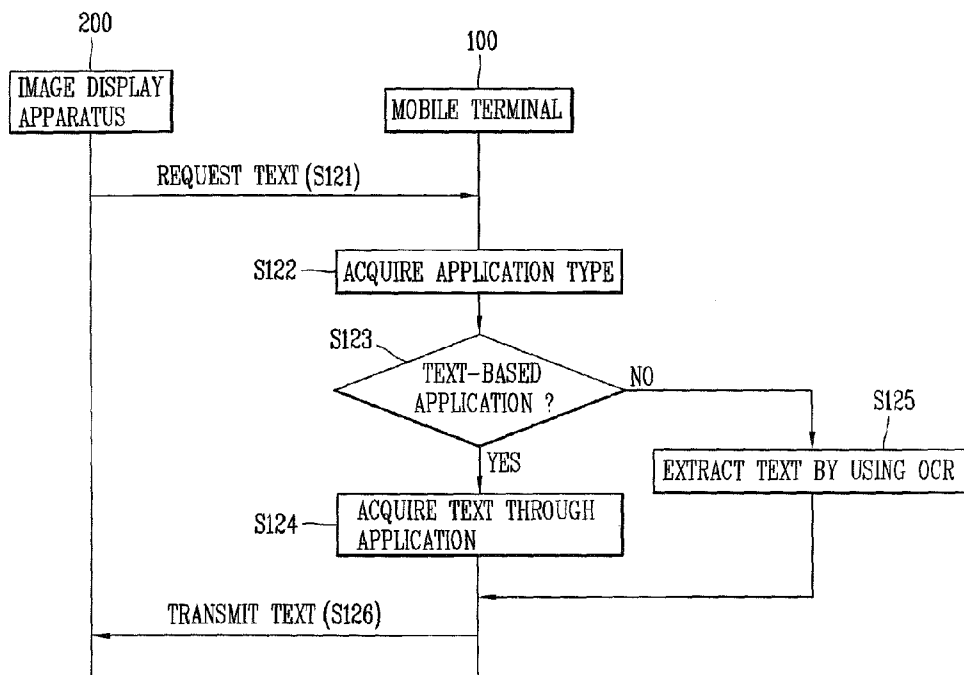 200
100
IMAGE DISPLAY
APPARATUS
MOBILE TERMINAL
REQUEST TEXT (S121)
S122
ACQUIRE APPLICATION TYPE
S123
TEXT-BASED
APPLICATION ?
NO
S125
YES
EXTRACT TEXT BY USING OCR
S124
ACQUIRE TEXT THROUGH
APPLICATION
TRANSMIT TEXT (S126)